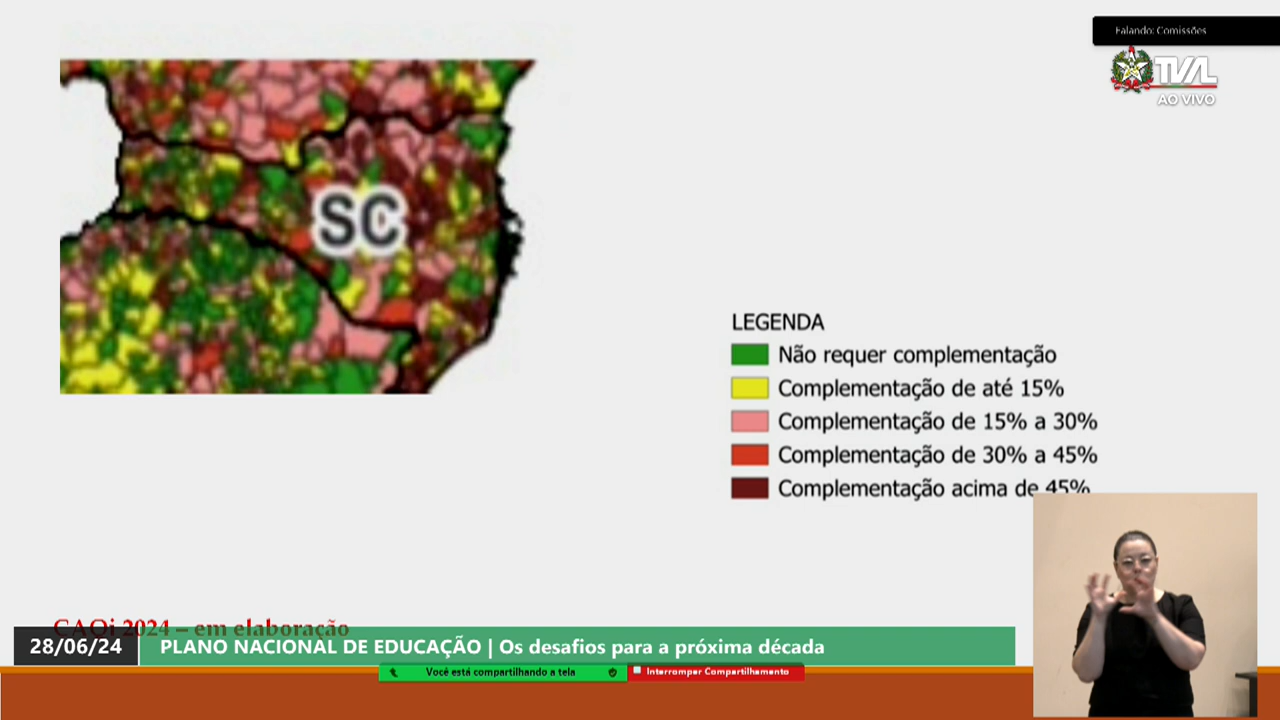 Falando: Comissões
TVAL
AO VIVO
SC
LEGENDA
Não requer complementação
Complementação de até 15%
Complementação de 15% a 30%
Complementação de 30% a 45%
Complementação acima de 45%
CAQi 2024 – em elaboração
28/06/24
PLANO NACIONAL DE EDUCAÇÃO | Os desafios para a próxima década
Você está compartilhando a tela
Interromper Compartilhamento